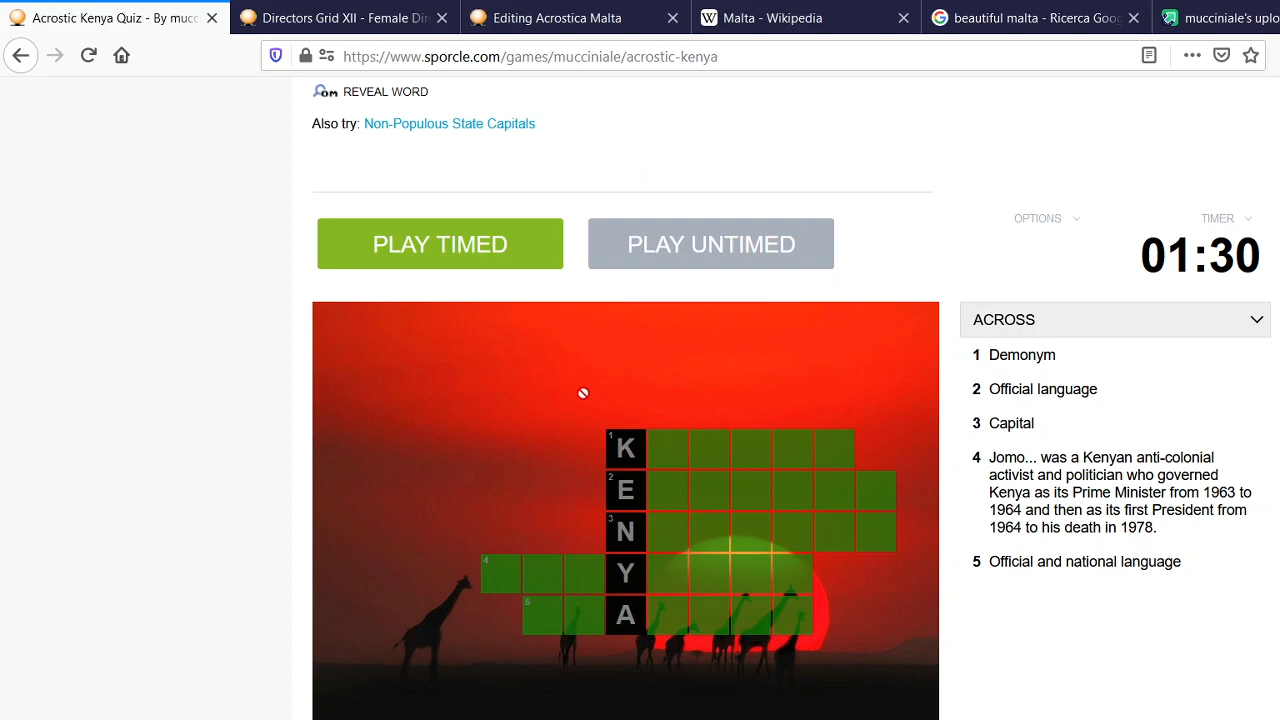 Acrostic Kenya Quiz - By mucc
Directors Grid XII - Female Dire
Editing Acrostica Malta
Malta - Wikipedia
beautiful malta - Ricerca Goog
mucciniale's uplo
https://www.sporcle.com/games/mucciniale/acrostic-kenya
REVEAL WORD
Also try: Non-Populous State Capitals
PLAY TIMED
PLAY UNTIMED
OPTIONS
TIMER
01:30
ACROSS
1 Demonym
2 Official language
3 Capital
4 Jomo... was a Kenyan anti-colonial
activist and politician who governed
Kenya as its Prime Minister from 1963 to
1964 and then as its first President from
1964 to his death in 1978.
5 Official and national language
1 K
2 E
3 N
4 Y
5 A